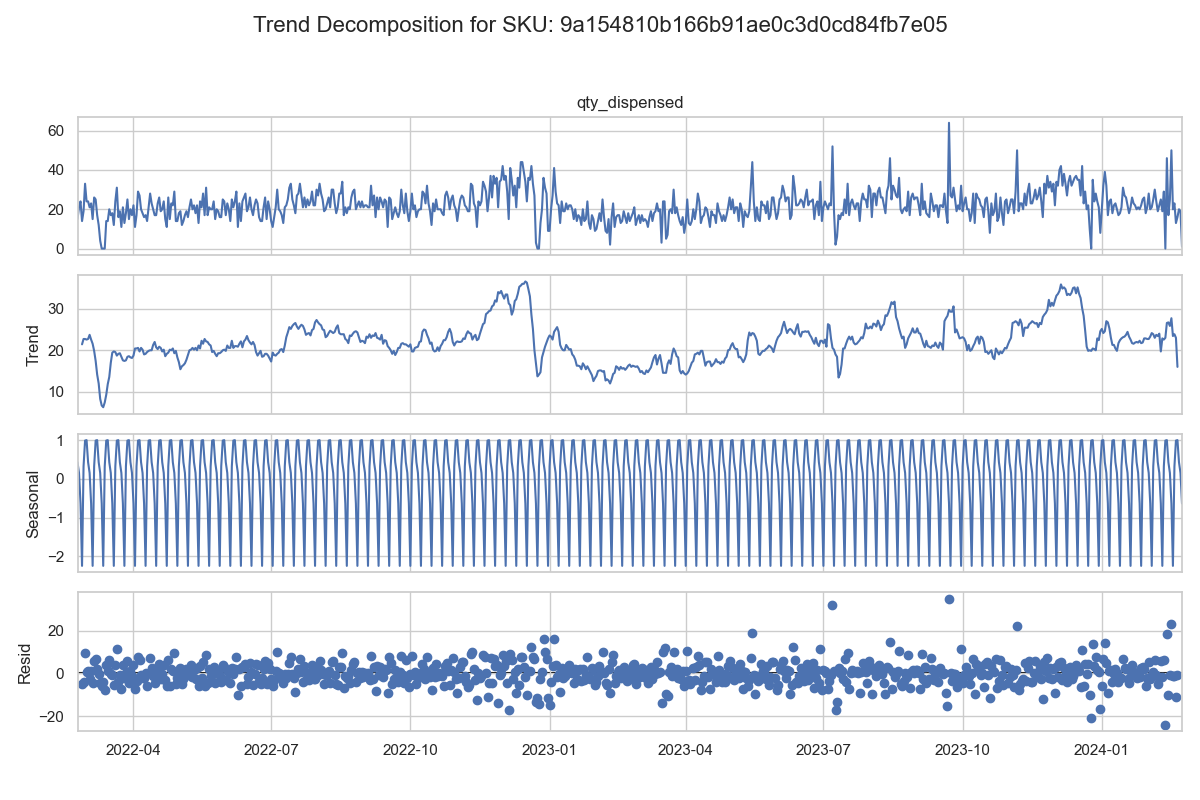 Trend Decomposition for SKU: 9a154810b166b91ae0c3d0cd84fb7e05
qty_dispensed
60
40
20
0
Trend
30
20
10
Seasonal
1
0
−1
−2
Resid
20
0
−20
2022-04 2022-07 2022-10 2023-01 2023-04 2023-07 2023-10 2024-01